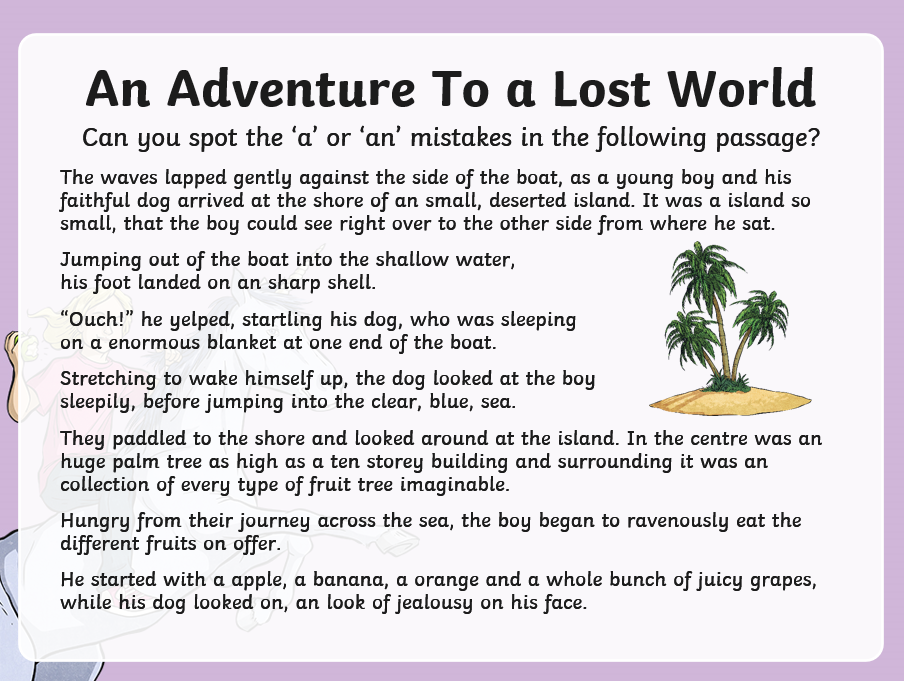 An Adventure To a Lost World
Can you spot the ‘a’ or ‘an’ mistakes in the following passage?
The waves lapped gently against the side of the boat, as a young boy and his
faithful dog arrived at the shore of an small, deserted island. It was a island so
small, that the boy could see right over to the other side from where he sat.
Jumping out of the boat into the shallow water,
his foot landed on an sharp shell.
“Ouch!” he yelped, startling his dog, who was sleeping
on a enormous blanket at one end of the boat.
Stretching to wake himself up, the dog looked at the boy
sleepily, before jumping into the clear, blue, sea.
They paddled to the shore and looked around at the island. In the centre was an
huge palm tree as high as a ten storey building and surrounding it was an
collection of every type of fruit tree imaginable.
Hungry from their journey across the sea, the boy began to ravenously eat the
different fruits on offer.
He started with a apple, a banana, a orange and a whole bunch of juicy grapes,
while his dog looked on, an look of jealousy on his face.